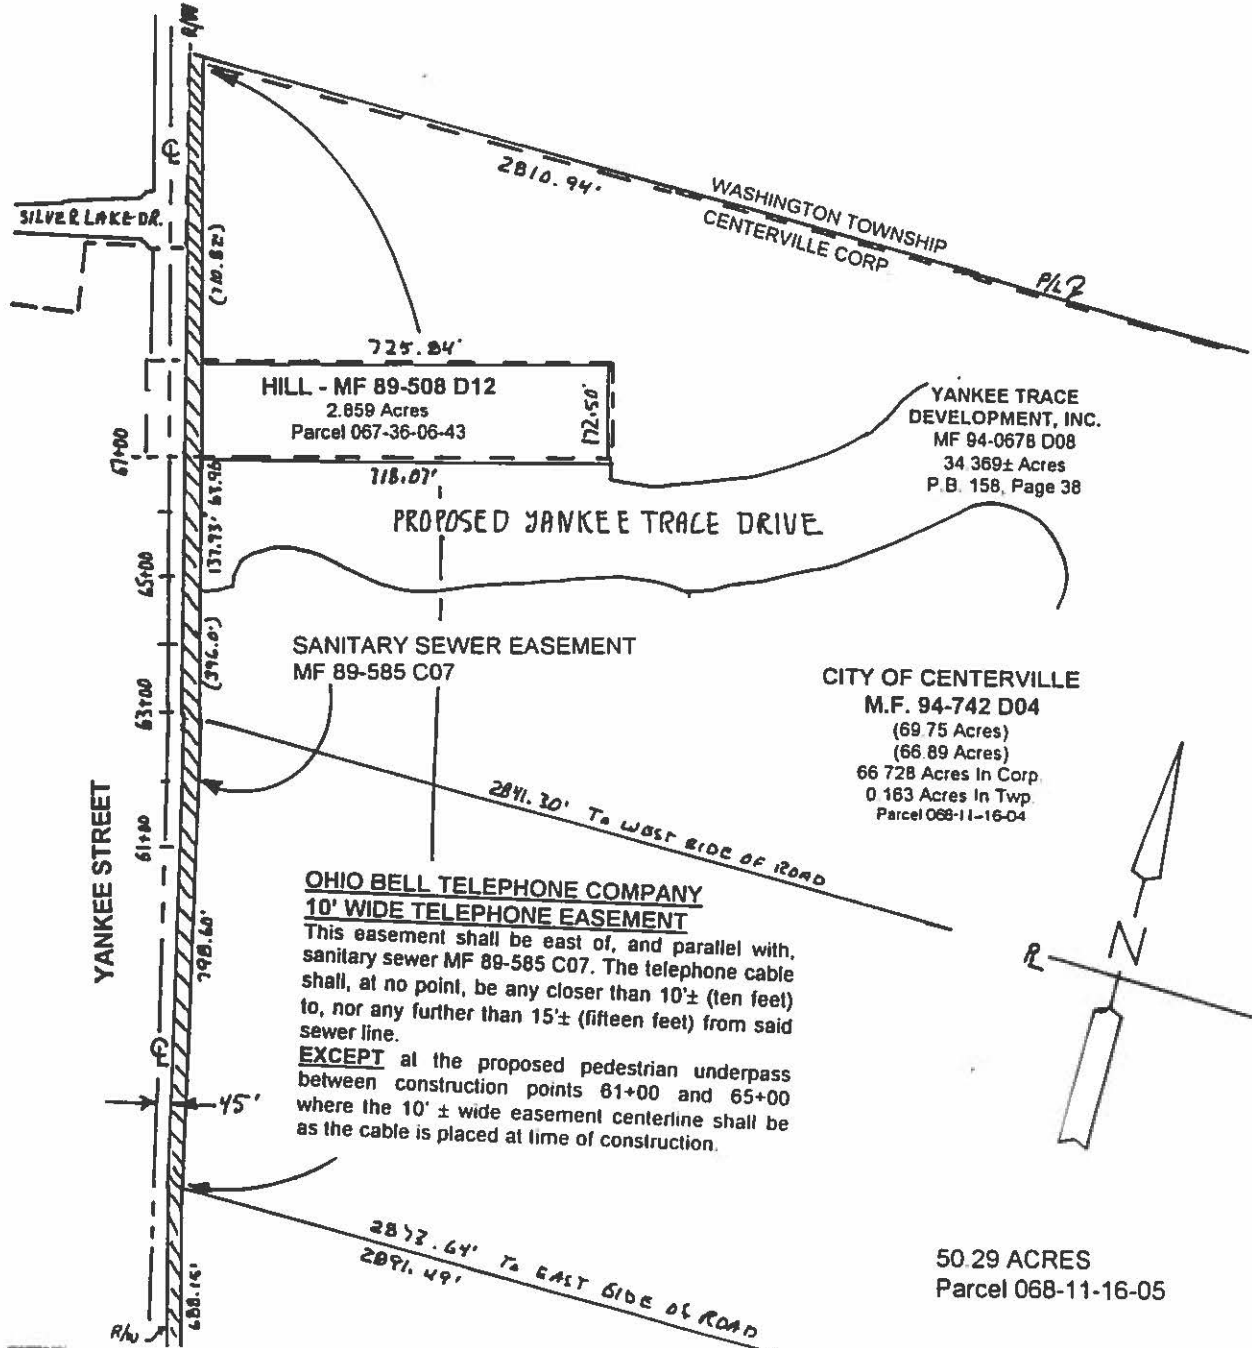 R/W
℄
SILVER LAKE DR.
(710.82')
2810.94'
WASHINGTON TOWNSHIP
CENTERVILLE CORP
P/L
725.84'
HILL - MF 89-508 D12
2.859 Acres
Parcel 067-36-06-43
172.50'
718.07'
YANKEE TRACE
DEVELOPMENT, INC.
MF 94-0678 D08
34.369± Acres
P.B. 158, Page 38
67+00
63.96
137.93'
PROPOSED YANKEE TRACE DRIVE
65+00
(396.0')
SANITARY SEWER EASEMENT
MF 89-585 C07
63+00
CITY OF CENTERVILLE
M.F. 94-742 D04
(69.75 Acres)
(66.89 Acres)
66.728 Acres In Corp.
0.163 Acres In Twp.
Parcel 068-11-16-04
2841.30' To WEST SIDE OF ROAD
61+00
YANKEE STREET
798.60'
OHIO BELL TELEPHONE COMPANY
10' WIDE TELEPHONE EASEMENT
This easement shall be east of, and parallel with,
sanitary sewer MF 89-585 C07. The telephone cable
shall, at no point, be any closer than 10'± (ten feet)
to, nor any further than 15'± (fifteen feet) from said
sewer line.
EXCEPT at the proposed pedestrian underpass
between construction points 61+00 and 65+00
where the 10' ± wide easement centerline shall be
as the cable is placed at time of construction.
N
℄
45'
2873.64' To EAST SIDE OF ROAD
2891.49'
50.29 ACRES
Parcel 068-11-16-05
688.15'
R/W